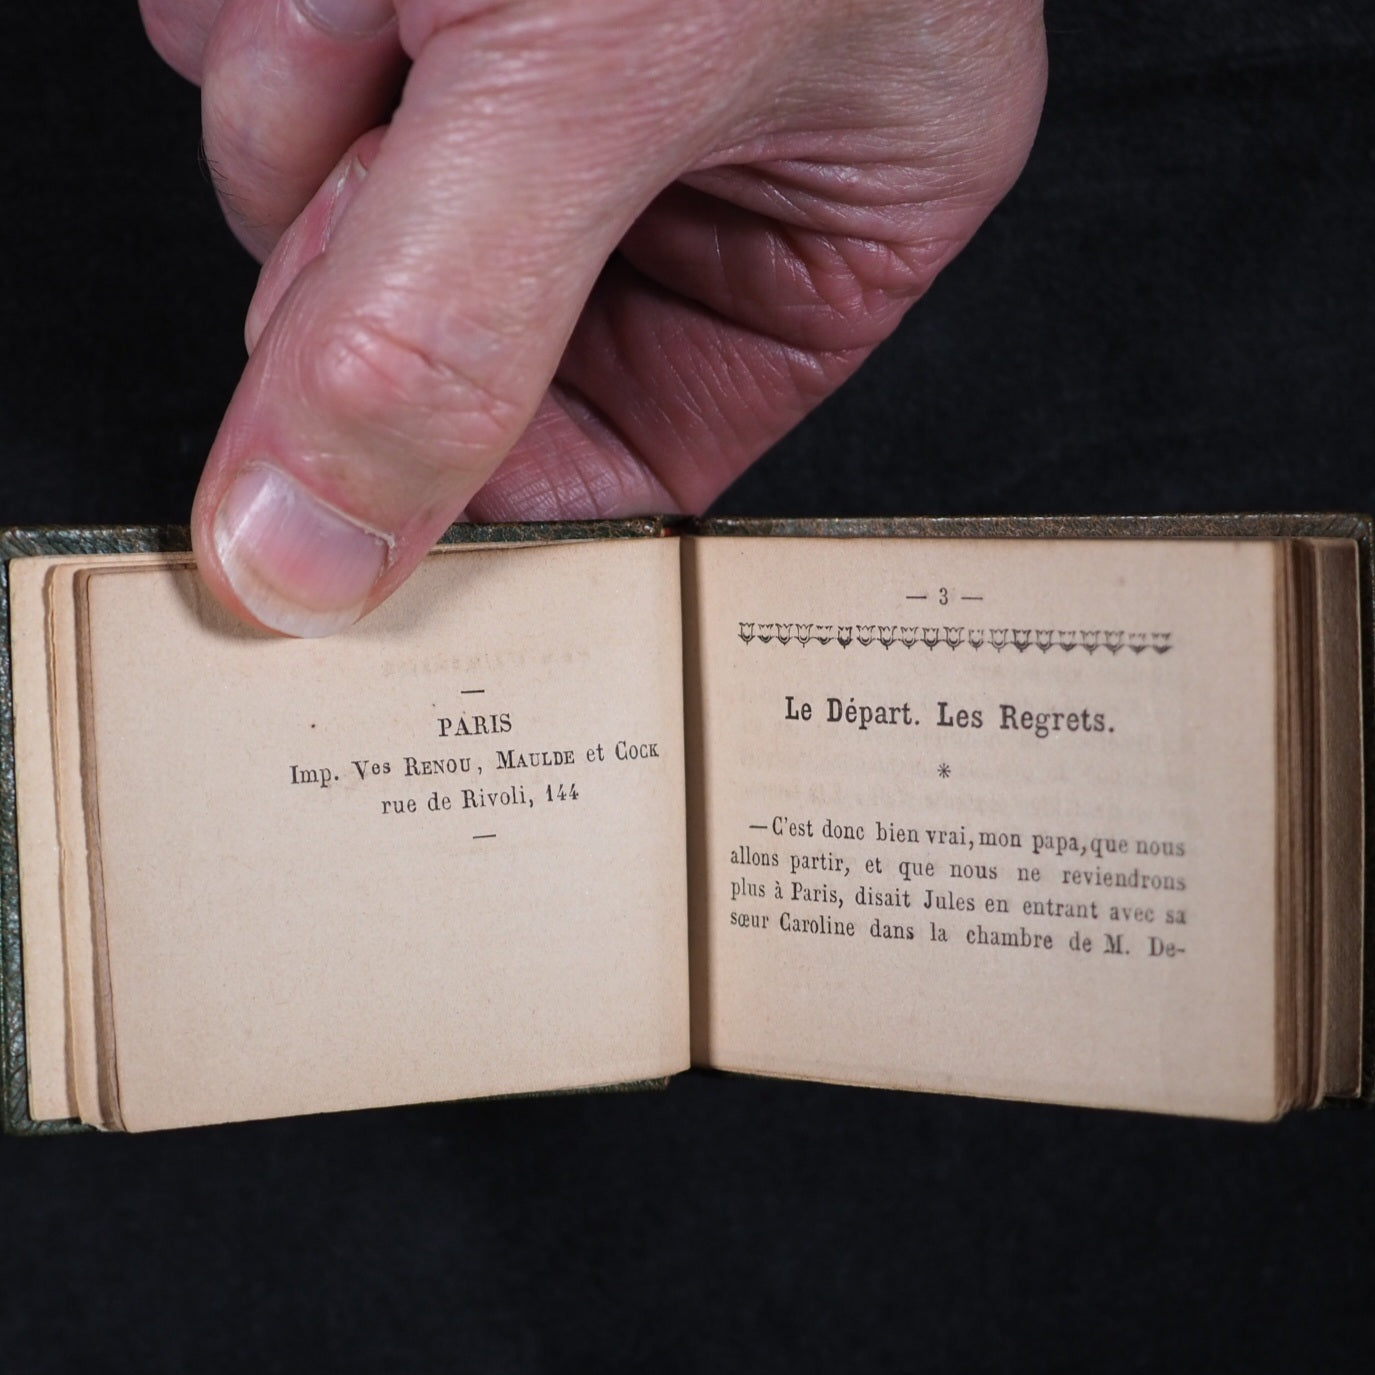 PARIS
Imp. Ves RENOU, MAULDE et COCK
rue de Rivoli, 144
— 3 —
Le Départ. Les Regrets.
*
—C'est donc bien vrai, mon papa, que nous
allons partir, et que nous ne reviendrons
plus à Paris, disait Jules en entrant avec sa
sœur Caroline dans la chambre de M. De-